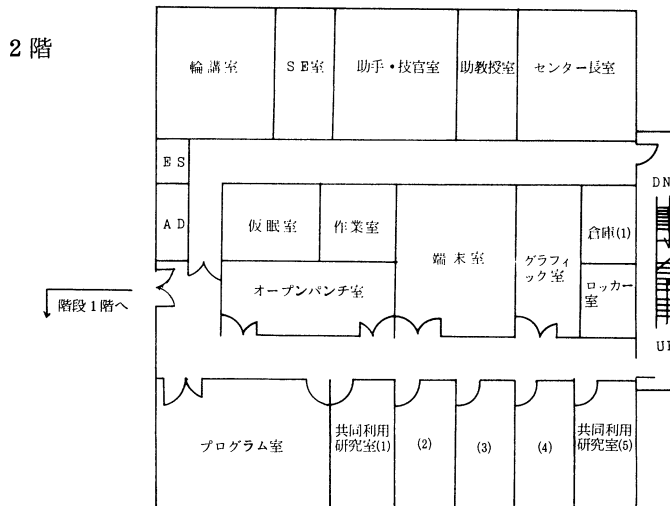 2階
輪講室
SE室
助手・技官室
助教授室
センター長室
ES
AD
仮眠室
作業室
端末室
グラフィ
ック室
倉庫(1)
ロッカー
室
オープンパンチ室
DN
階段1階へ
プログラム室
共同利用
研究室(1)
(2)
(3)
(4)
共同利用
研究室(5)